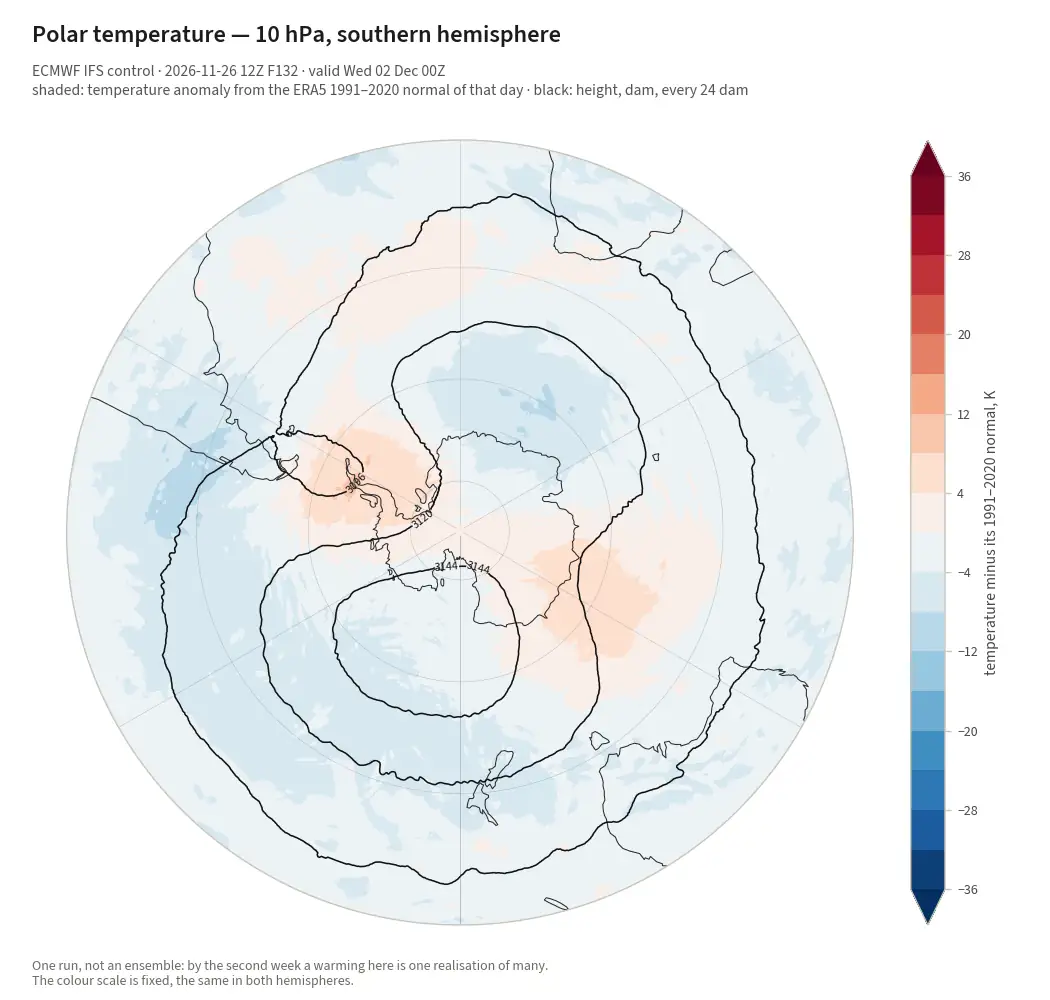 Polar temperature — 10 hPa, southern hemisphere
ECMWF IFS control · 2026-11-26 12Z F132 · valid Wed 02 Dec 00Z
shaded: temperature anomaly from the ERA5 1991–2020 normal of that day · black: height, dam, every 24 dam
36
28
20
12
4
−4
−12
−20
−28
−36
temperature minus its 1991–2020 normal, K
3096
3120
3144
3144
One run, not an ensemble: by the second week a warming here is one realisation of many.
The colour scale is fixed, the same in both hemispheres.